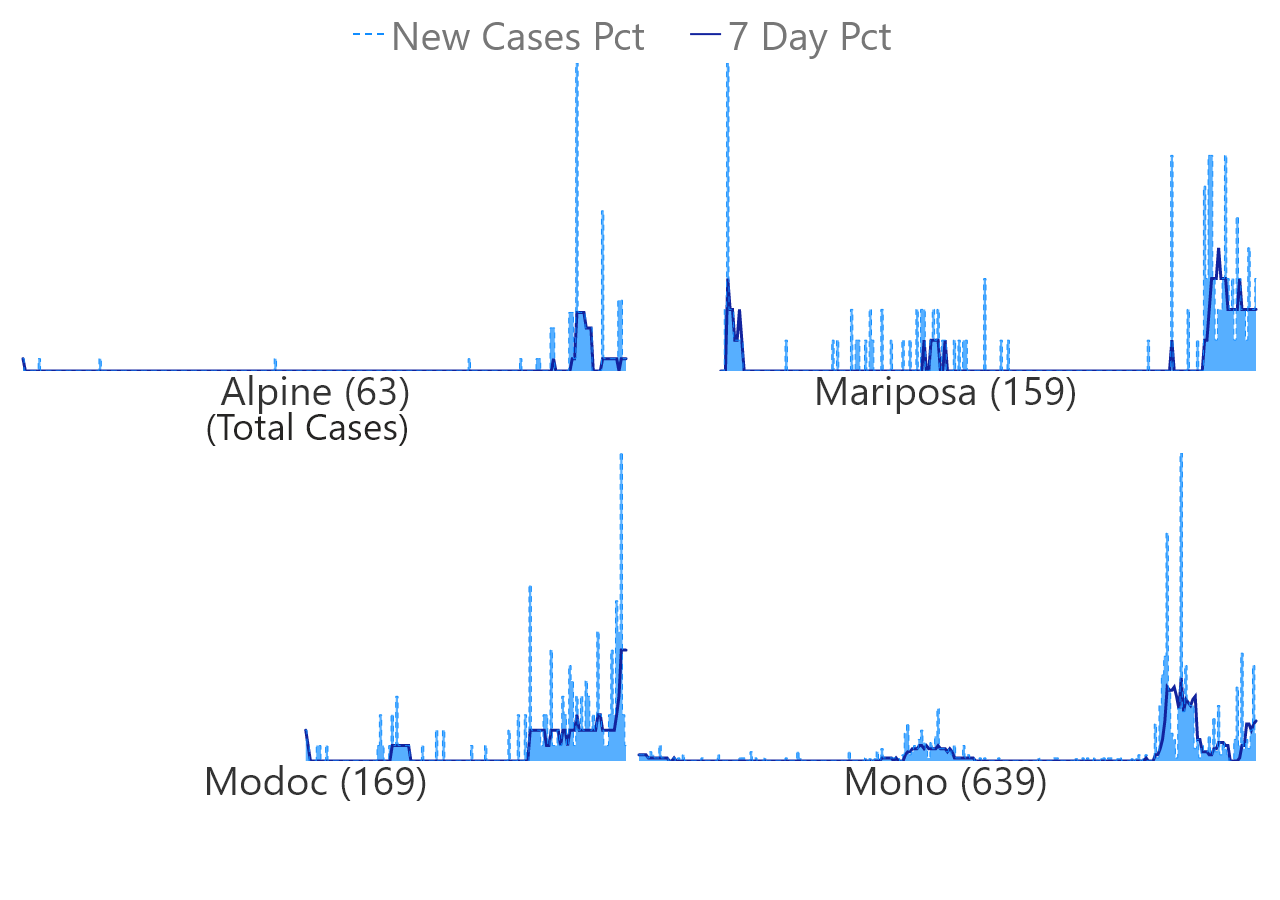 New Cases Pct 7 Day Pct
Alpine (63)
(Total Cases)
Mariposa (159)
Modoc (169)
Mono (639)